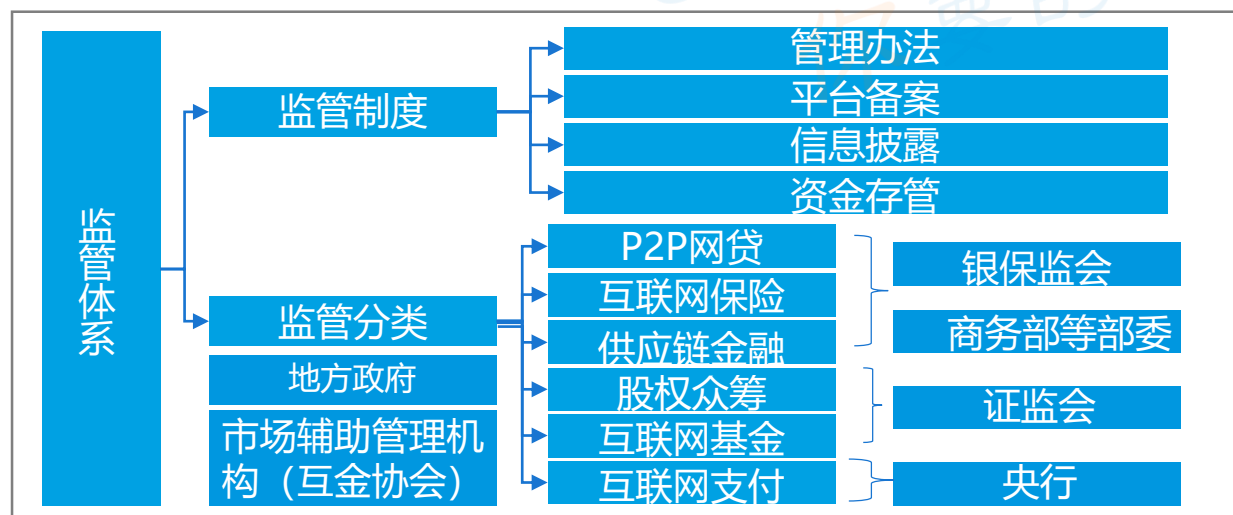 监管体系
监管制度
管理办法
平台备案
信息披露
资金存管
监管分类
地方政府
市场辅助管理机
构（互金协会）
P2P网贷
互联网保险
供应链金融
股权众筹
互联网基金
互联网支付
银保监会
商务部等部委
证监会
央行